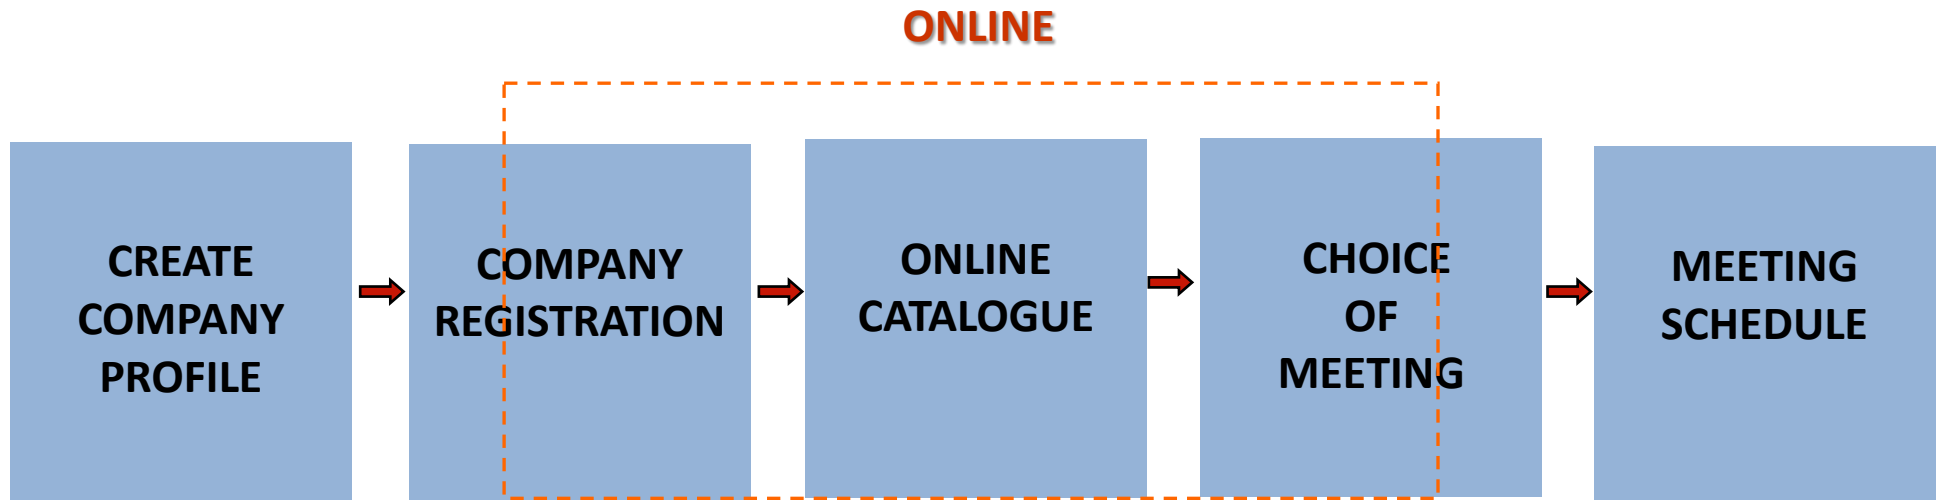 ONLINE
CREATE
COMPANY
PROFILE
COMPANY
REGISTRATION
ONLINE
CATALOGUE
CHOICE
OF
MEETING
MEETING
SCHEDULE